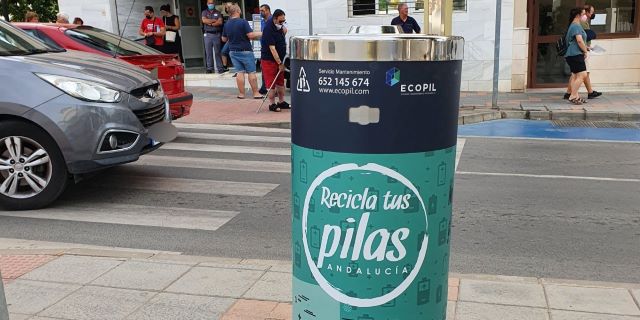 Servicio Mantenimiento
652 145 674
www.ecopil.com
ECOPIL
Recicla tus
pilas
ANDALUCÍA